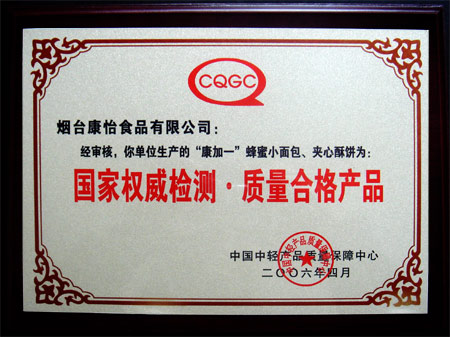 CQGC
烟台康怡食品有限公司：
经审核，你单位生产的“康加一”蜂蜜小面包、夹心酥饼为：
国家权威检测·质量合格产品
中国中轻产品质量保障中心
二〇〇六年四月